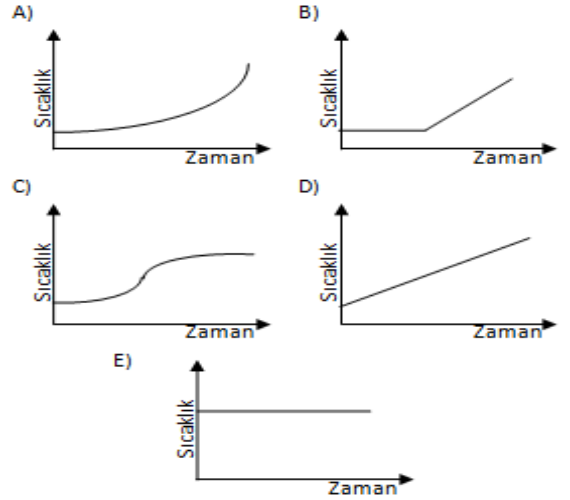 A)
Sıcaklık
Zaman
B)
Sıcaklık
Zaman
C)
Sıcaklık
Zaman
D)
Sıcaklık
Zaman
E)
Sıcaklık
Zaman